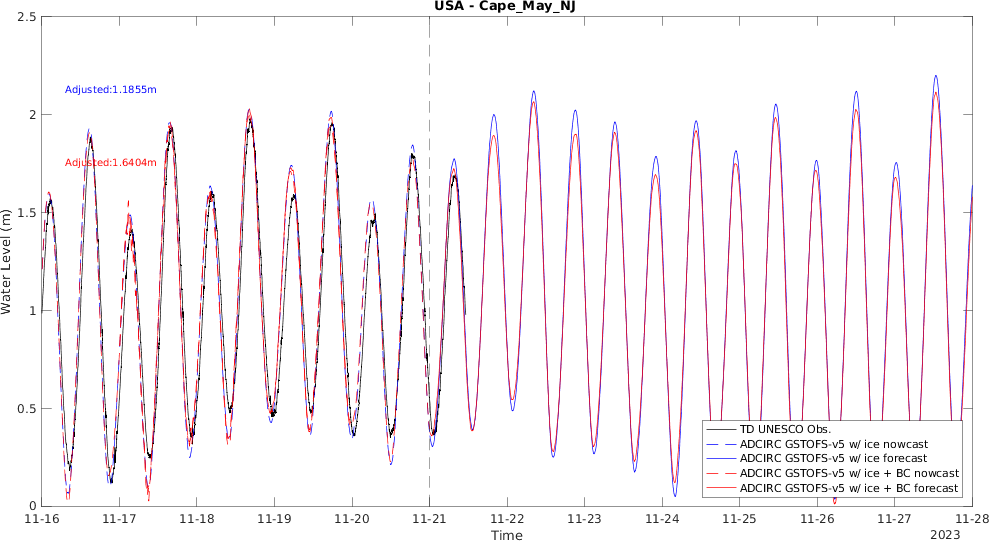 USA - Cape_May_NJ
2.5
2
1.5
1
0.5
0
Water Level (m)
Adjusted:1.1855m
Adjusted:1.6404m
TD UNESCO Obs.
ADCIRC GSTOFS-v5 w/ ice nowcast
ADCIRC GSTOFS-v5 w/ ice forecast
ADCIRC GSTOFS-v5 w/ ice + BC nowcast
ADCIRC GSTOFS-v5 w/ ice + BC forecast
11-16 11-17 11-18 11-19 11-20 11-21 11-22 11-23 11-24 11-25 11-26 11-27 11-28
Time
2023